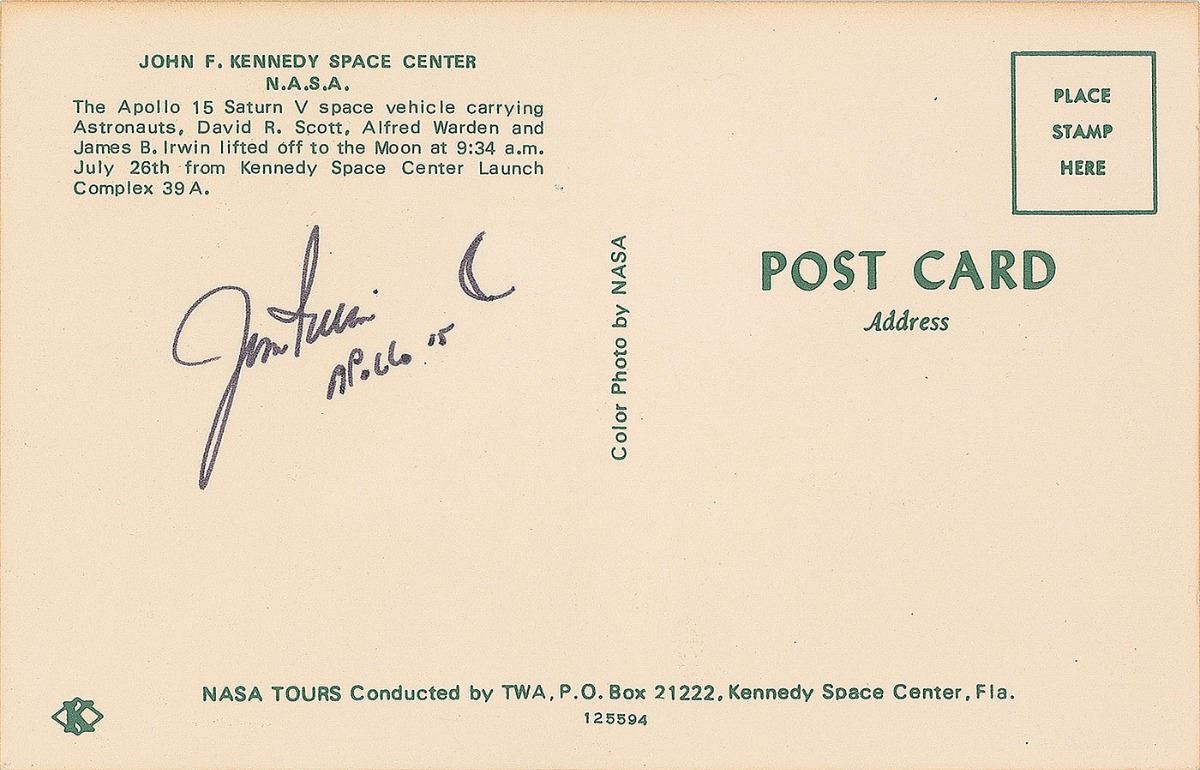 JOHN F. KENNEDY SPACE CENTER
N.A.S.A.
The Apollo 15 Saturn V space vehicle carrying
Astronauts, David R. Scott, Alfred Warden and
James B. Irwin lifted off to the Moon at 9:34 a.m.
July 26th from Kennedy Space Center Launch
Complex 39A.
Jim Irwin
Apollo 15
Color Photo by NASA
PLACE
STAMP
HERE
POST CARD
Address
K
NASA TOURS Conducted by TWA, P.O. Box 21222, Kennedy Space Center, Fla.
125594